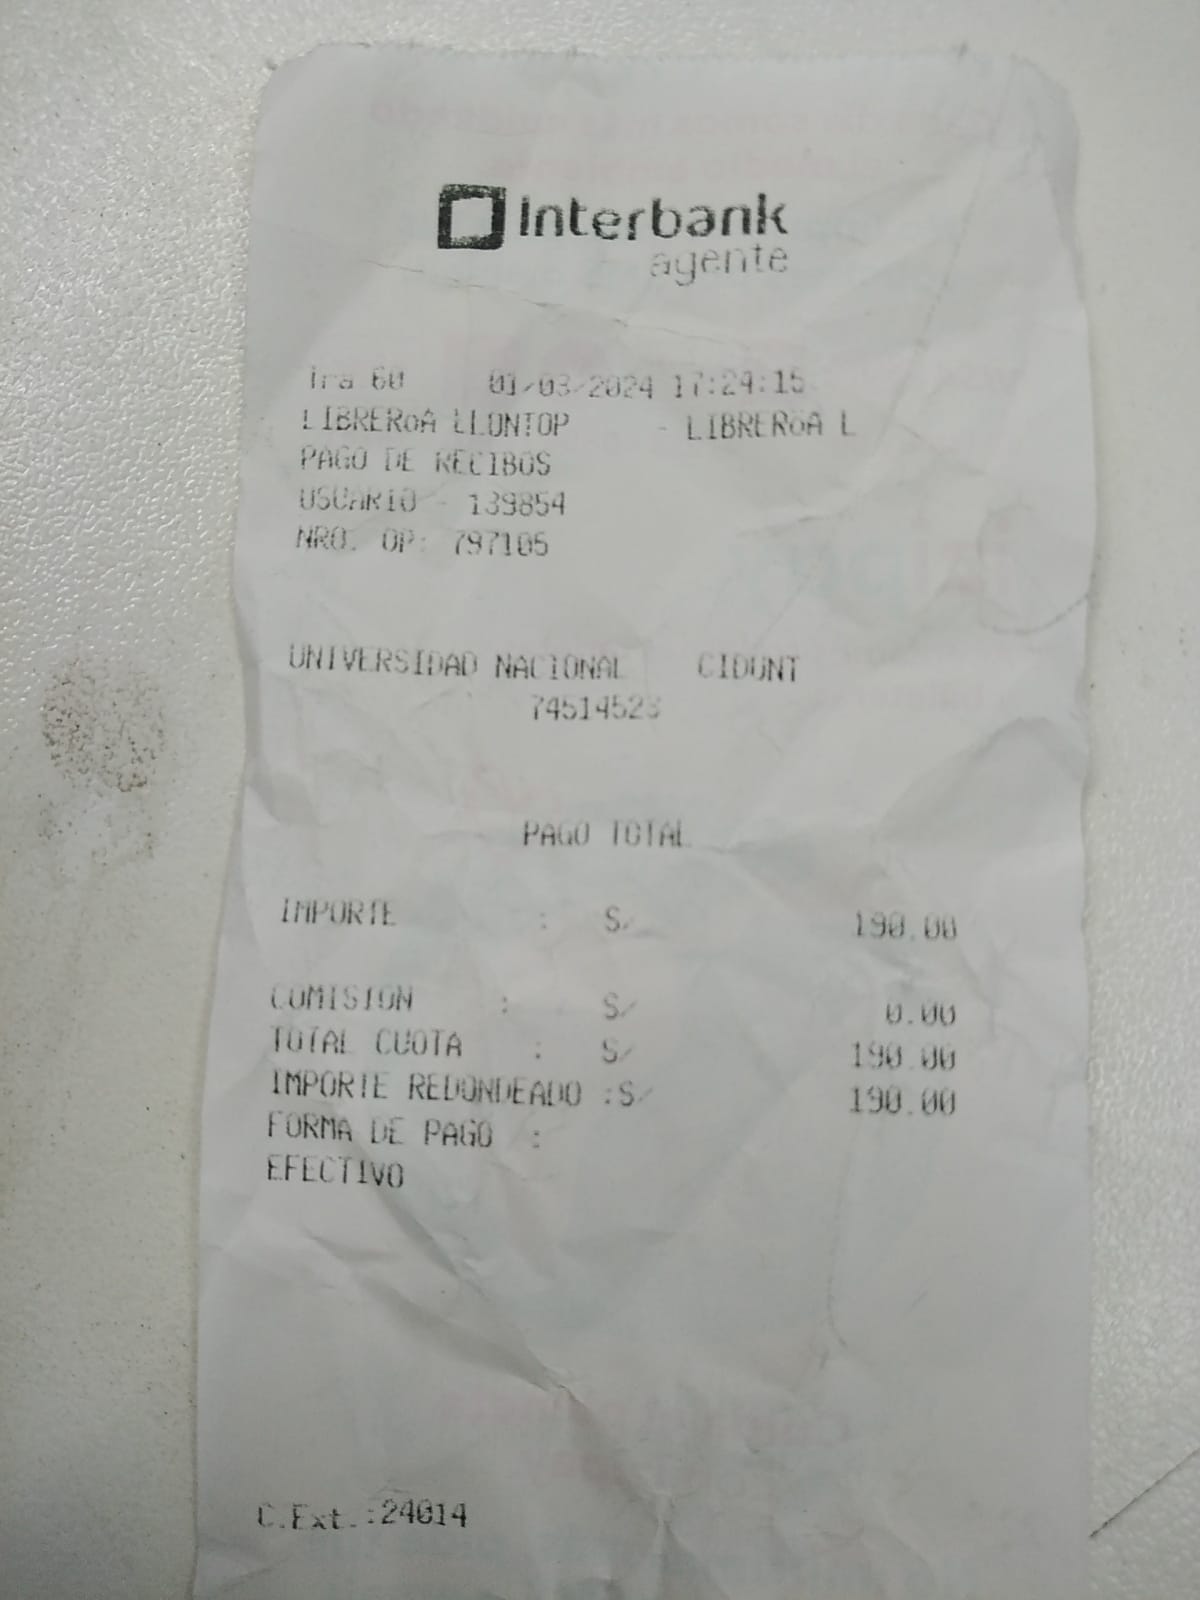 Interbank
agente
Tra 60 01/03/2024 17:24:15
LIBRERoA LLONTOP - LIBREROA L
PAGO DE RECIBOS
USUARIO - 139854
NRO. OP: 797105
UNIVERSIDAD NACIONAL CIDUNT
74514523
PAGO TOTAL
IMPORTE : S/ 190.00
COMISION : S/ 0.00
TOTAL CUOTA : S/ 190.00
IMPORTE REDONDEADO :S/ 190.00
FORMA DE PAGO :
EFECTIVO
C.Ext.:24014